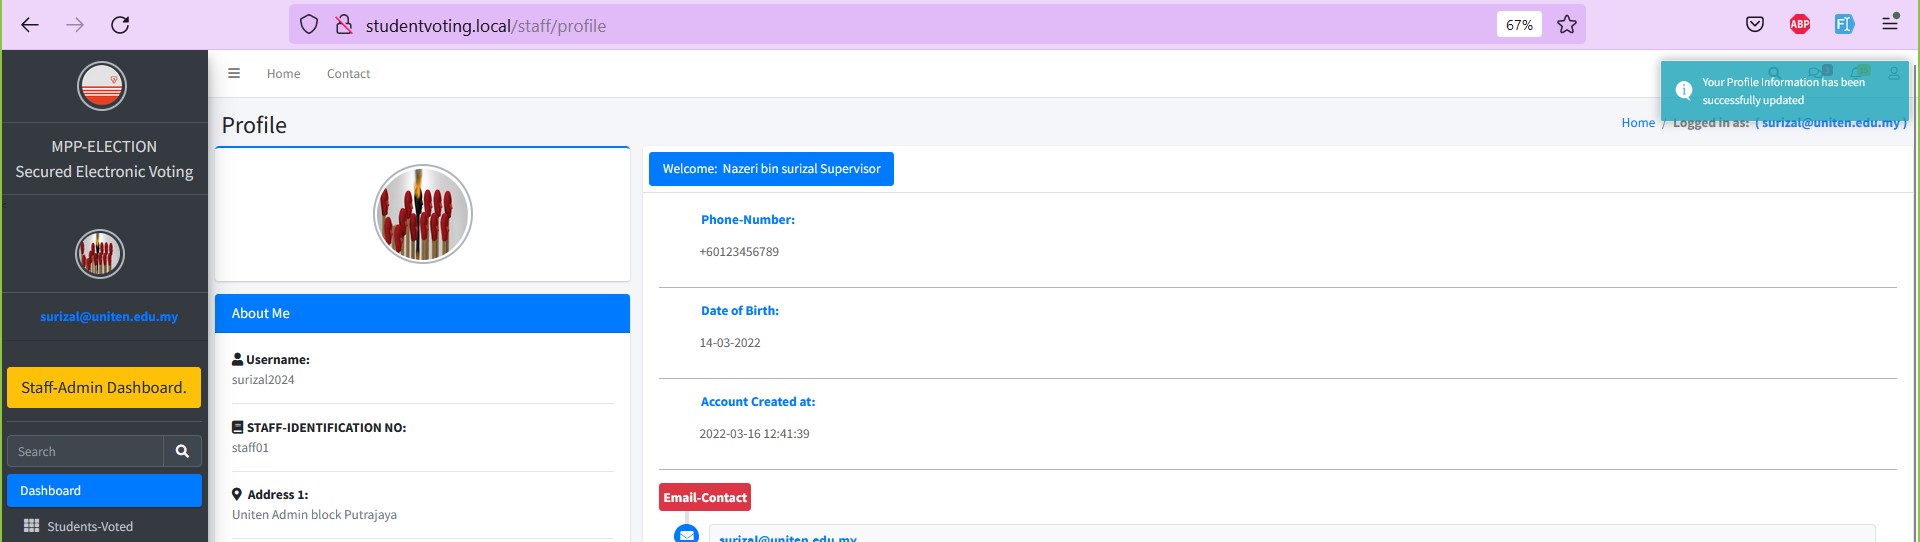 studentvoting.local/staff/profile
67%
ABP
MPP-ELECTION
Secured Electronic Voting
<
surizal@uniten.edu.my
Staff-Admin Dashboard.
Search
Dashboard
Students-Voted
Home
Contact
Your Profile Information has been
successfully updated
Profile
Home / Logged in as: ( surizal@uniten.edu.my )
About Me
Username:
surizal2024
STAFF-IDENTIFICATION NO:
staff01
Address 1:
Uniten Admin block Putrajaya
Welcome: Nazeri bin surizal Supervisor
Phone-Number:
+60123456789
Date of Birth:
14-03-2022
Account Created at:
2022-03-16 12:41:39
Email-Contact
surizal@uniten.edu.my